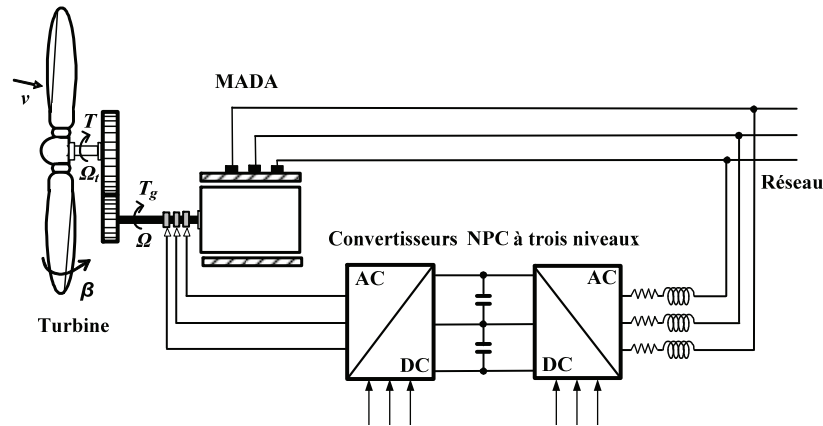 MADA
v
T
Ωt
Tg
Ω
β
Turbine
Réseau
Convertisseurs NPC à trois niveaux
AC
DC
AC
DC